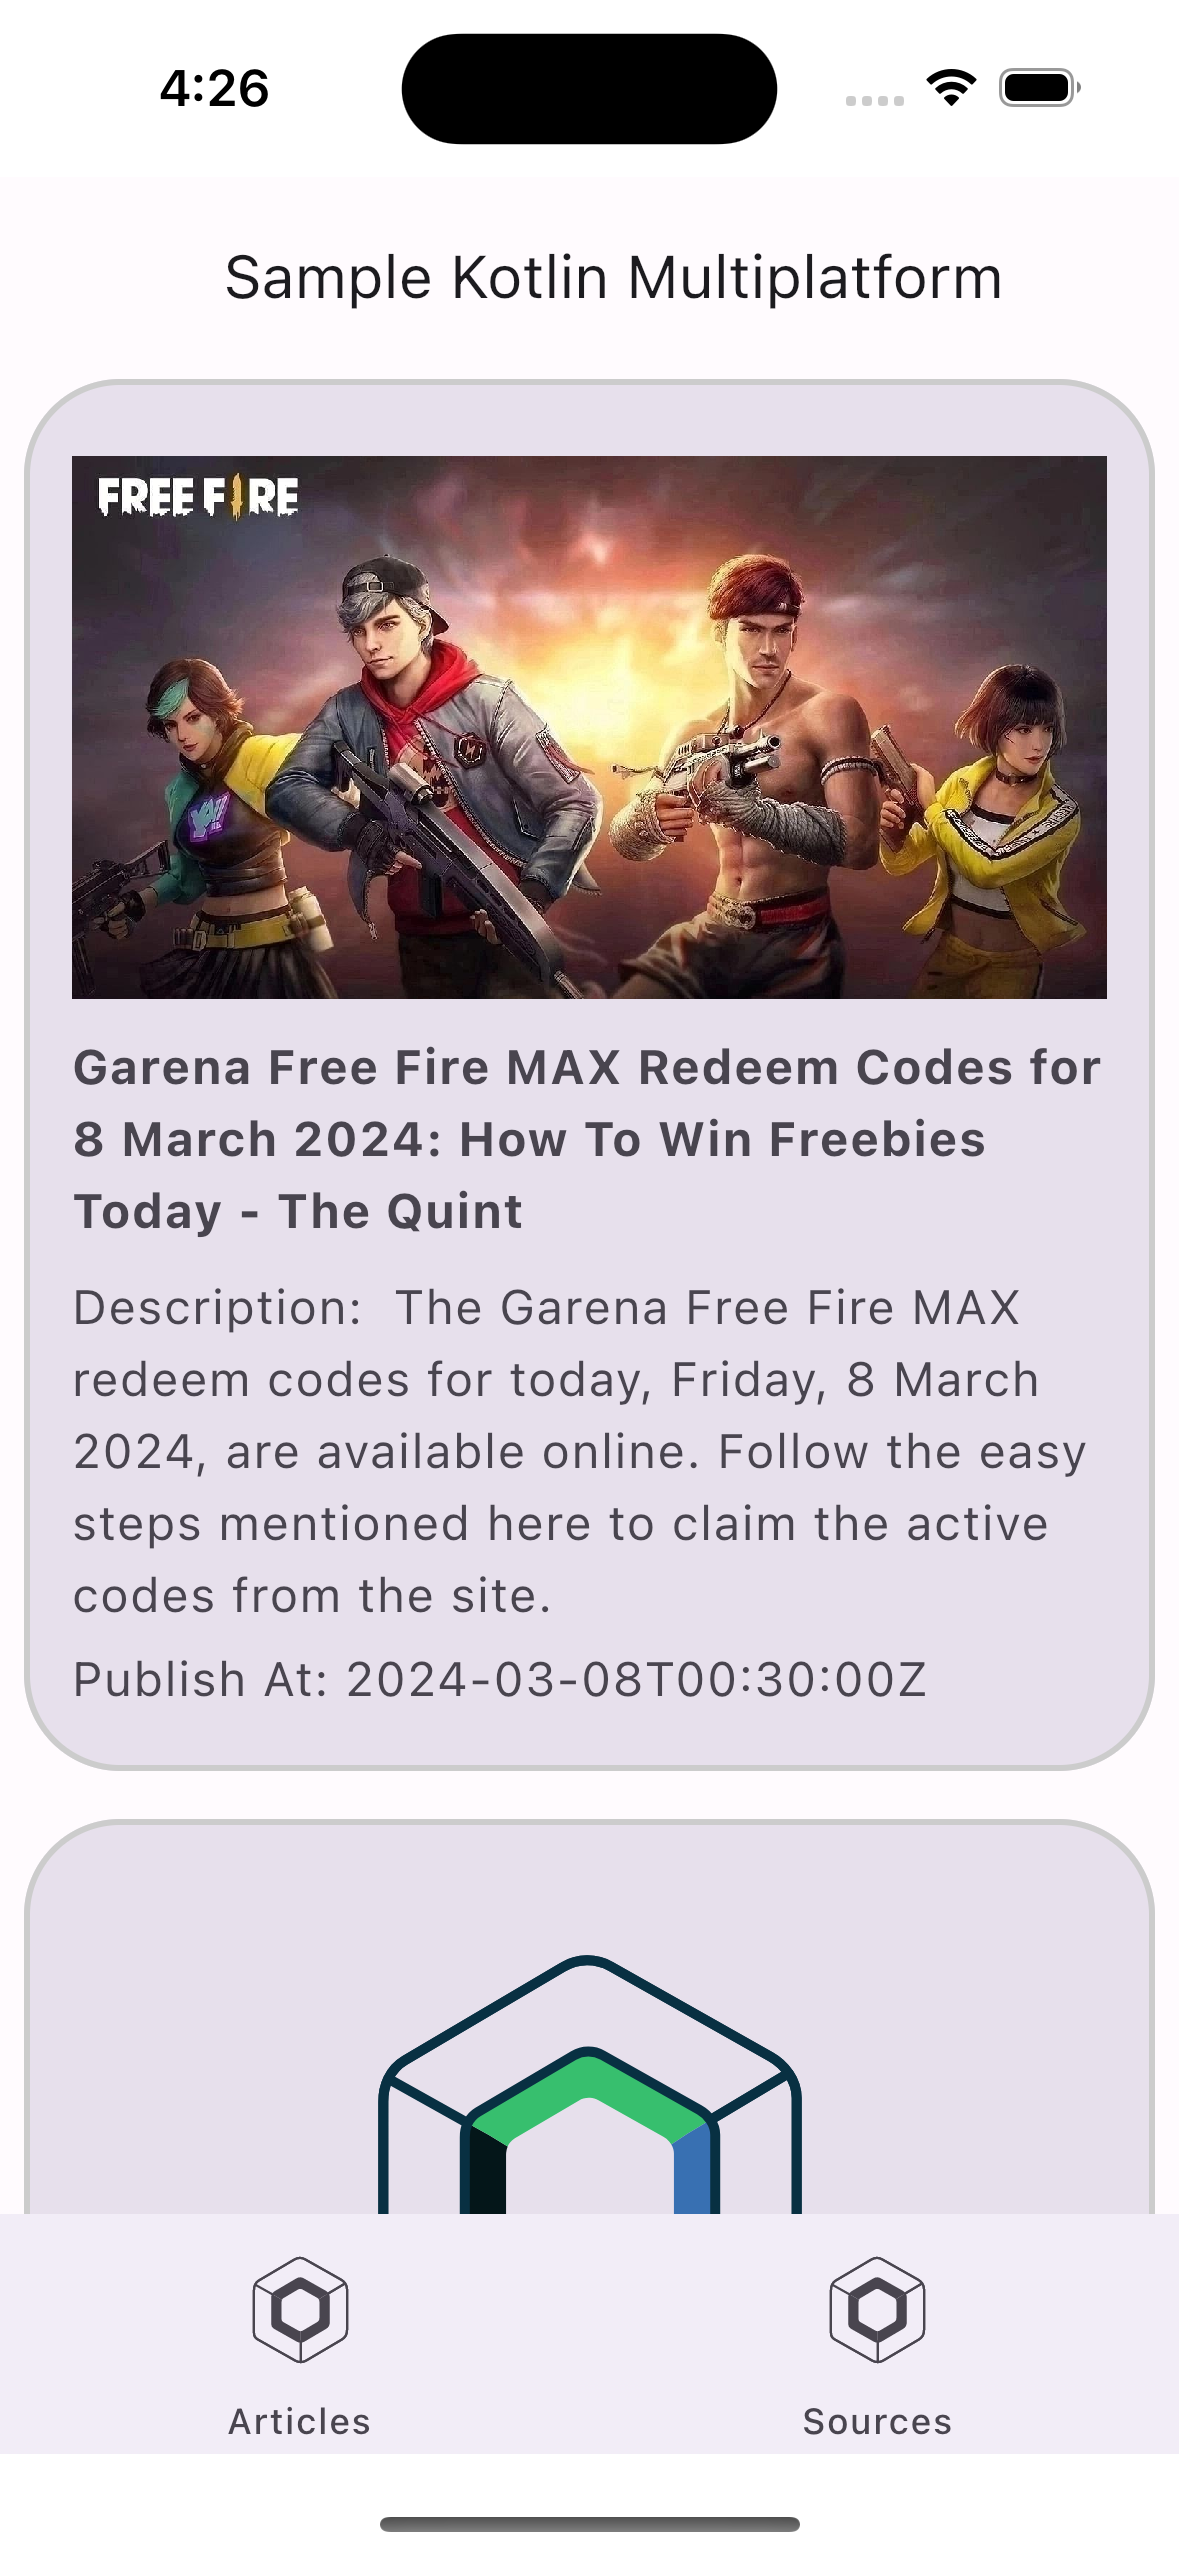 4:26
Sample Kotlin Multiplatform
FREE FIRE
Garena Free Fire MAX Redeem Codes for
8 March 2024: How To Win Freebies
Today - The Quint
Description:  The Garena Free Fire MAX
redeem codes for today, Friday, 8 March
2024, are available online. Follow the easy
steps mentioned here to claim the active
codes from the site.
Publish At: 2024-03-08T00:30:00Z
Articles
Sources